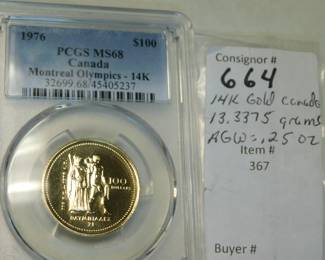 1976 $100
PCGS MS68
Canada
Montreal Olympics - 14K
32699.68/45405237
100
DOLLARS
Consignor #
664
14K Gold Canada
13.3375 grams
AGW = .25 oz
Item #
367
Buyer #